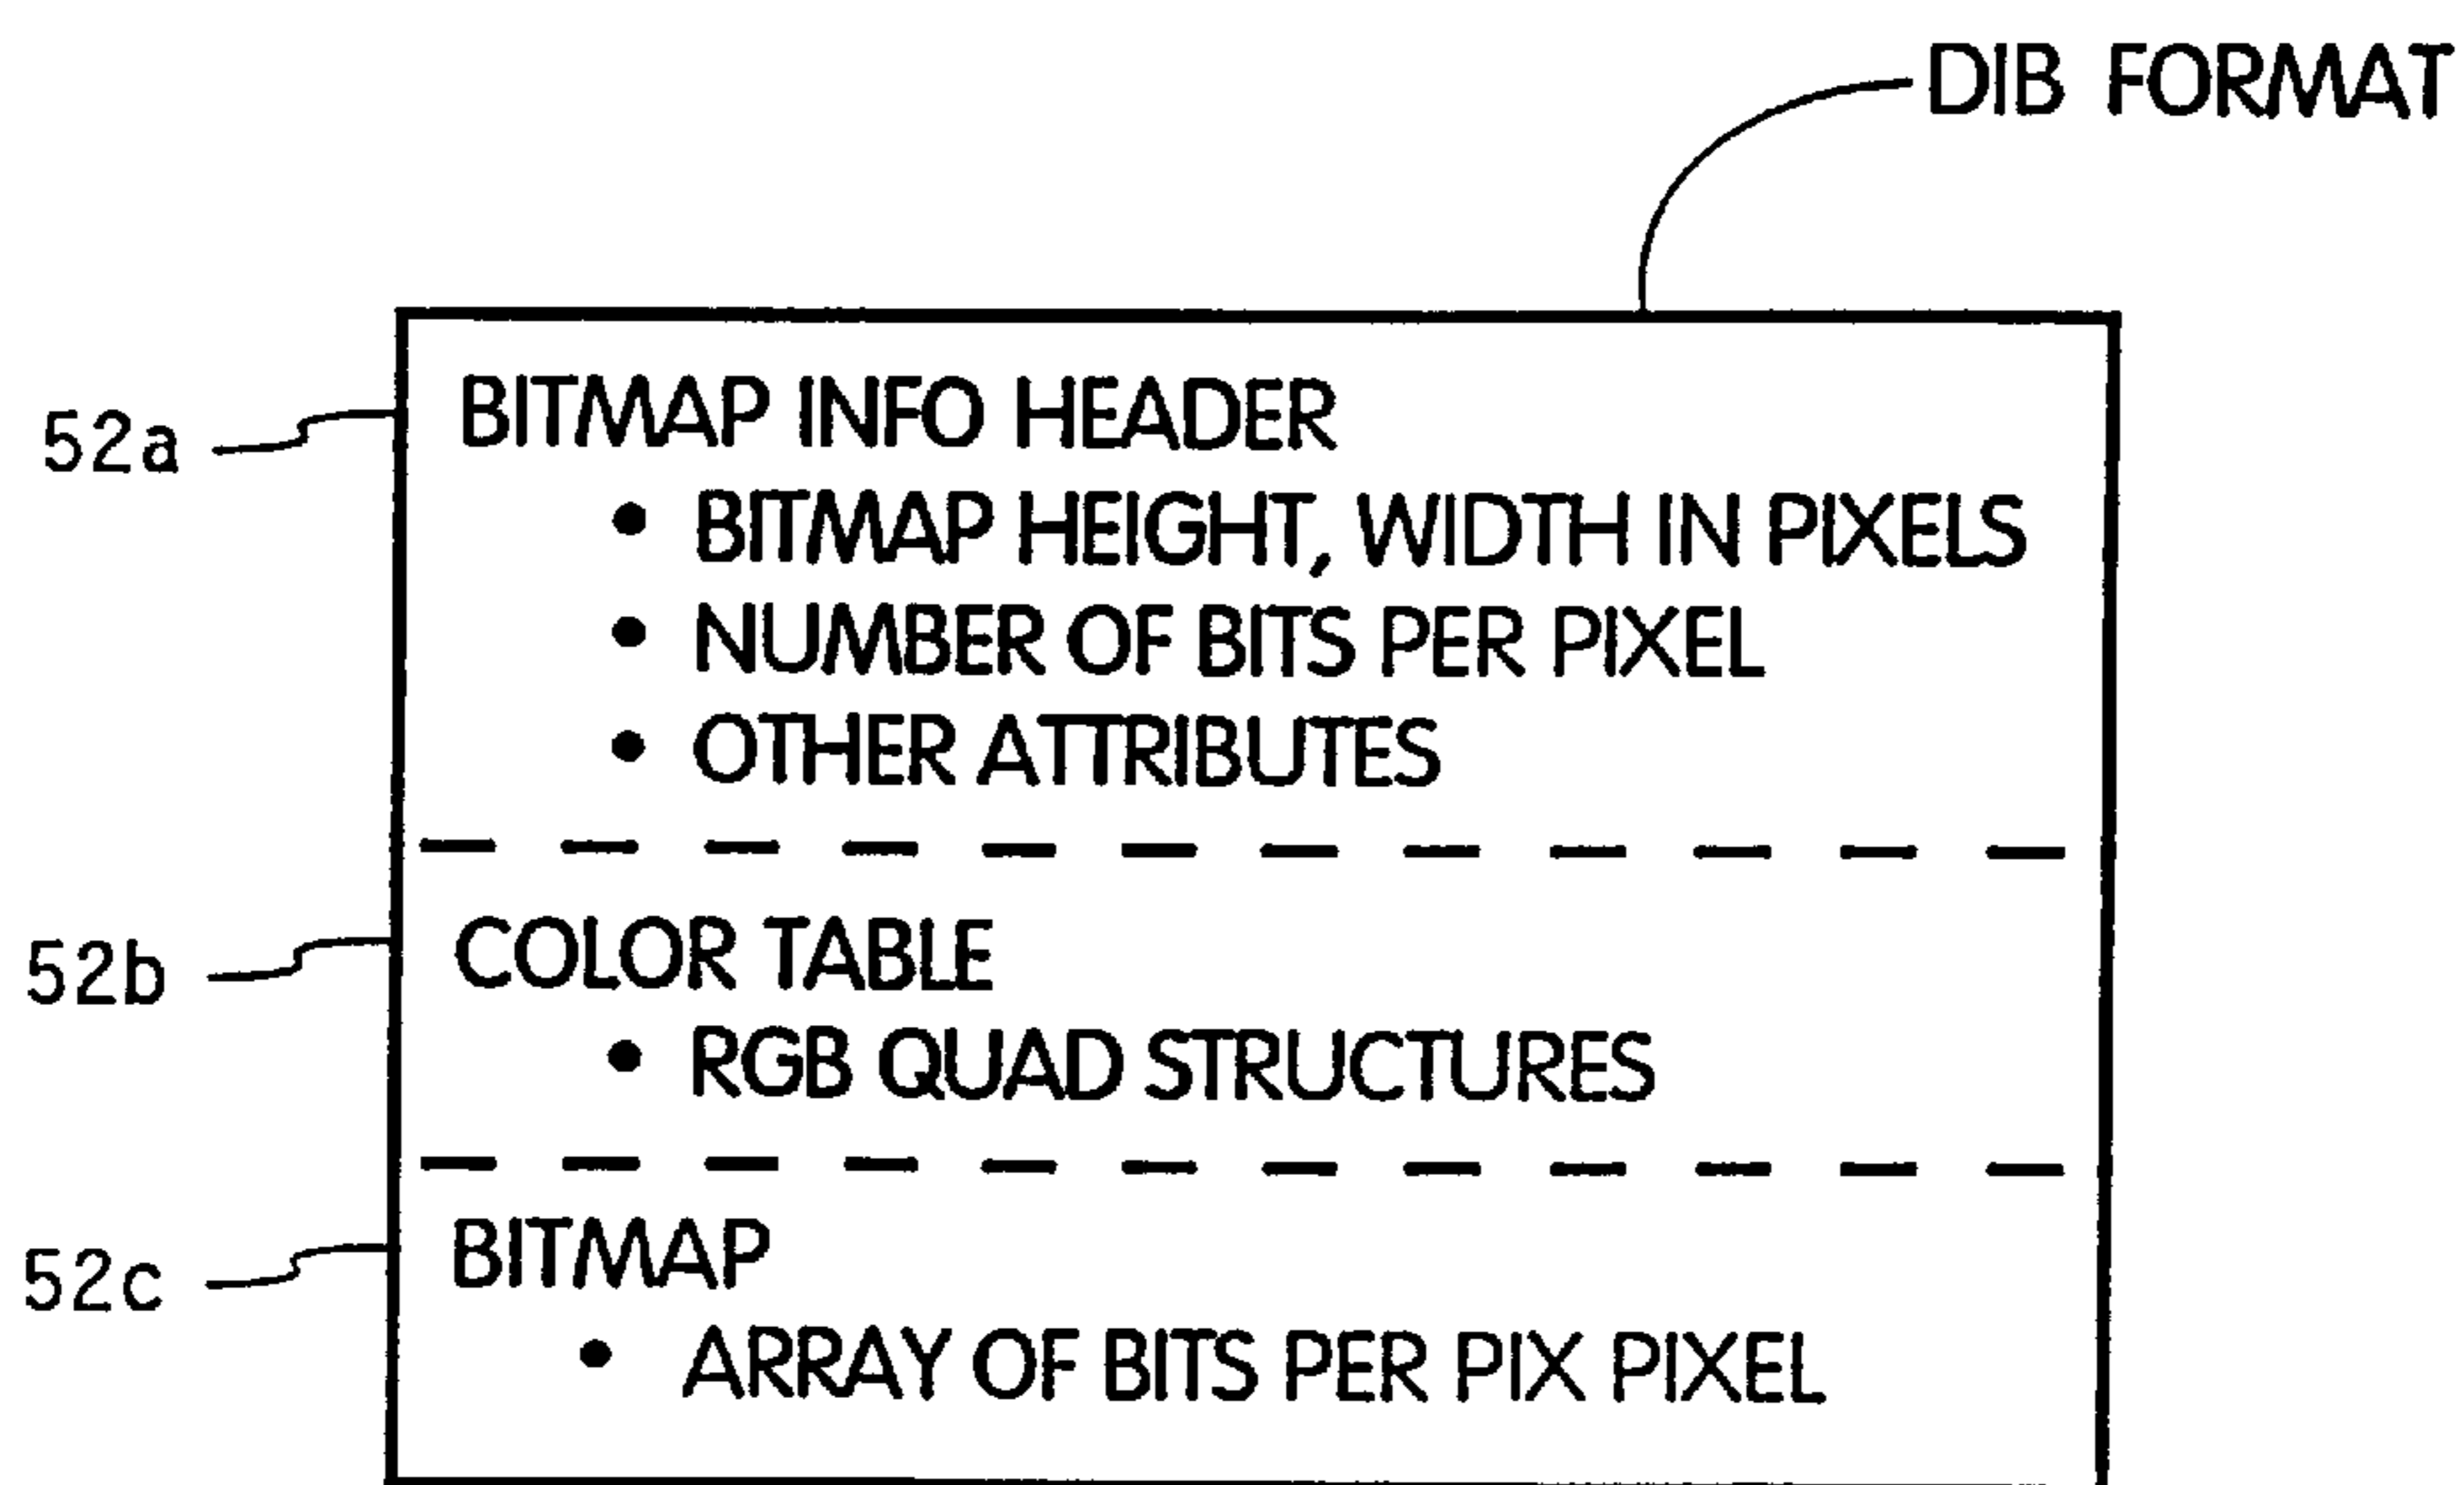 DIB FORMAT
52a
BITMAP INFO HEADER
• BITMAP HEIGHT, WIDTH IN PIXELS
• NUMBER OF BITS PER PIXEL
• OTHER ATTRIBUTES
52b
COLOR TABLE
• RGB QUAD STRUCTURES
52c
BITMAP
• ARRAY OF BITS PER PIX PIXEL